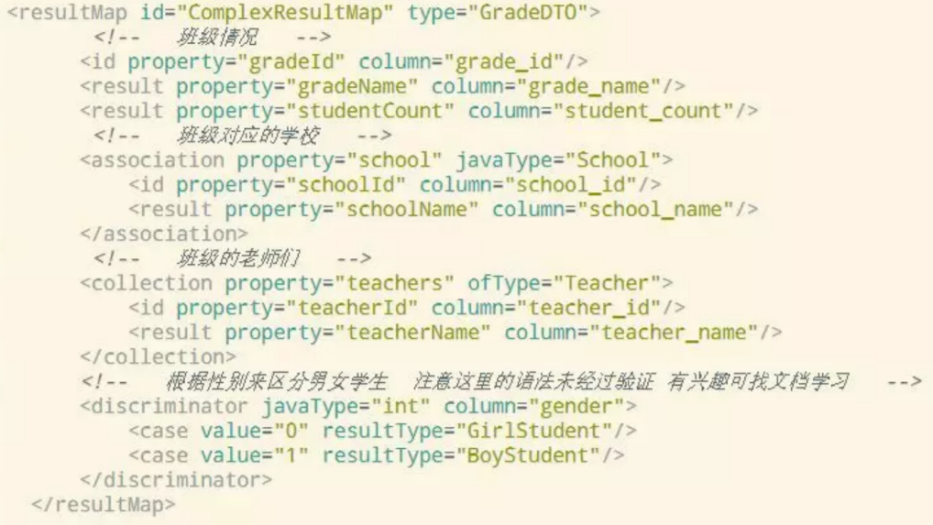 <resultMap id="ComplexResultMap" type="GradeDTO">
<!-- 班级情况 -->
<id property="gradeId" column="grade_id"/>
<result property="gradeName" column="grade_name"/>
<result property="studentCount" column="student_count"/>
<!-- 班级对应的学校 -->
<association property="school" javaType="School">
<id property="schoolId" column="school_id"/>
<result property="schoolName" column="school_name"/>
</association>
<!-- 班级的老师们 -->
<collection property="teachers" ofType="Teacher">
<id property="teacherId" column="teacher_id"/>
<result property="teacherName" column="teacher_name"/>
</collection>
<!-- 根据性别来区分男女学生 注意这里的语法未经过验证 有兴趣可找文档学习 -->
<discriminator javaType="int" column="gender">
<case value="0" resultType="GirlStudent"/>
<case value="1" resultType="BoyStudent"/>
</discriminator>
</resultMap>